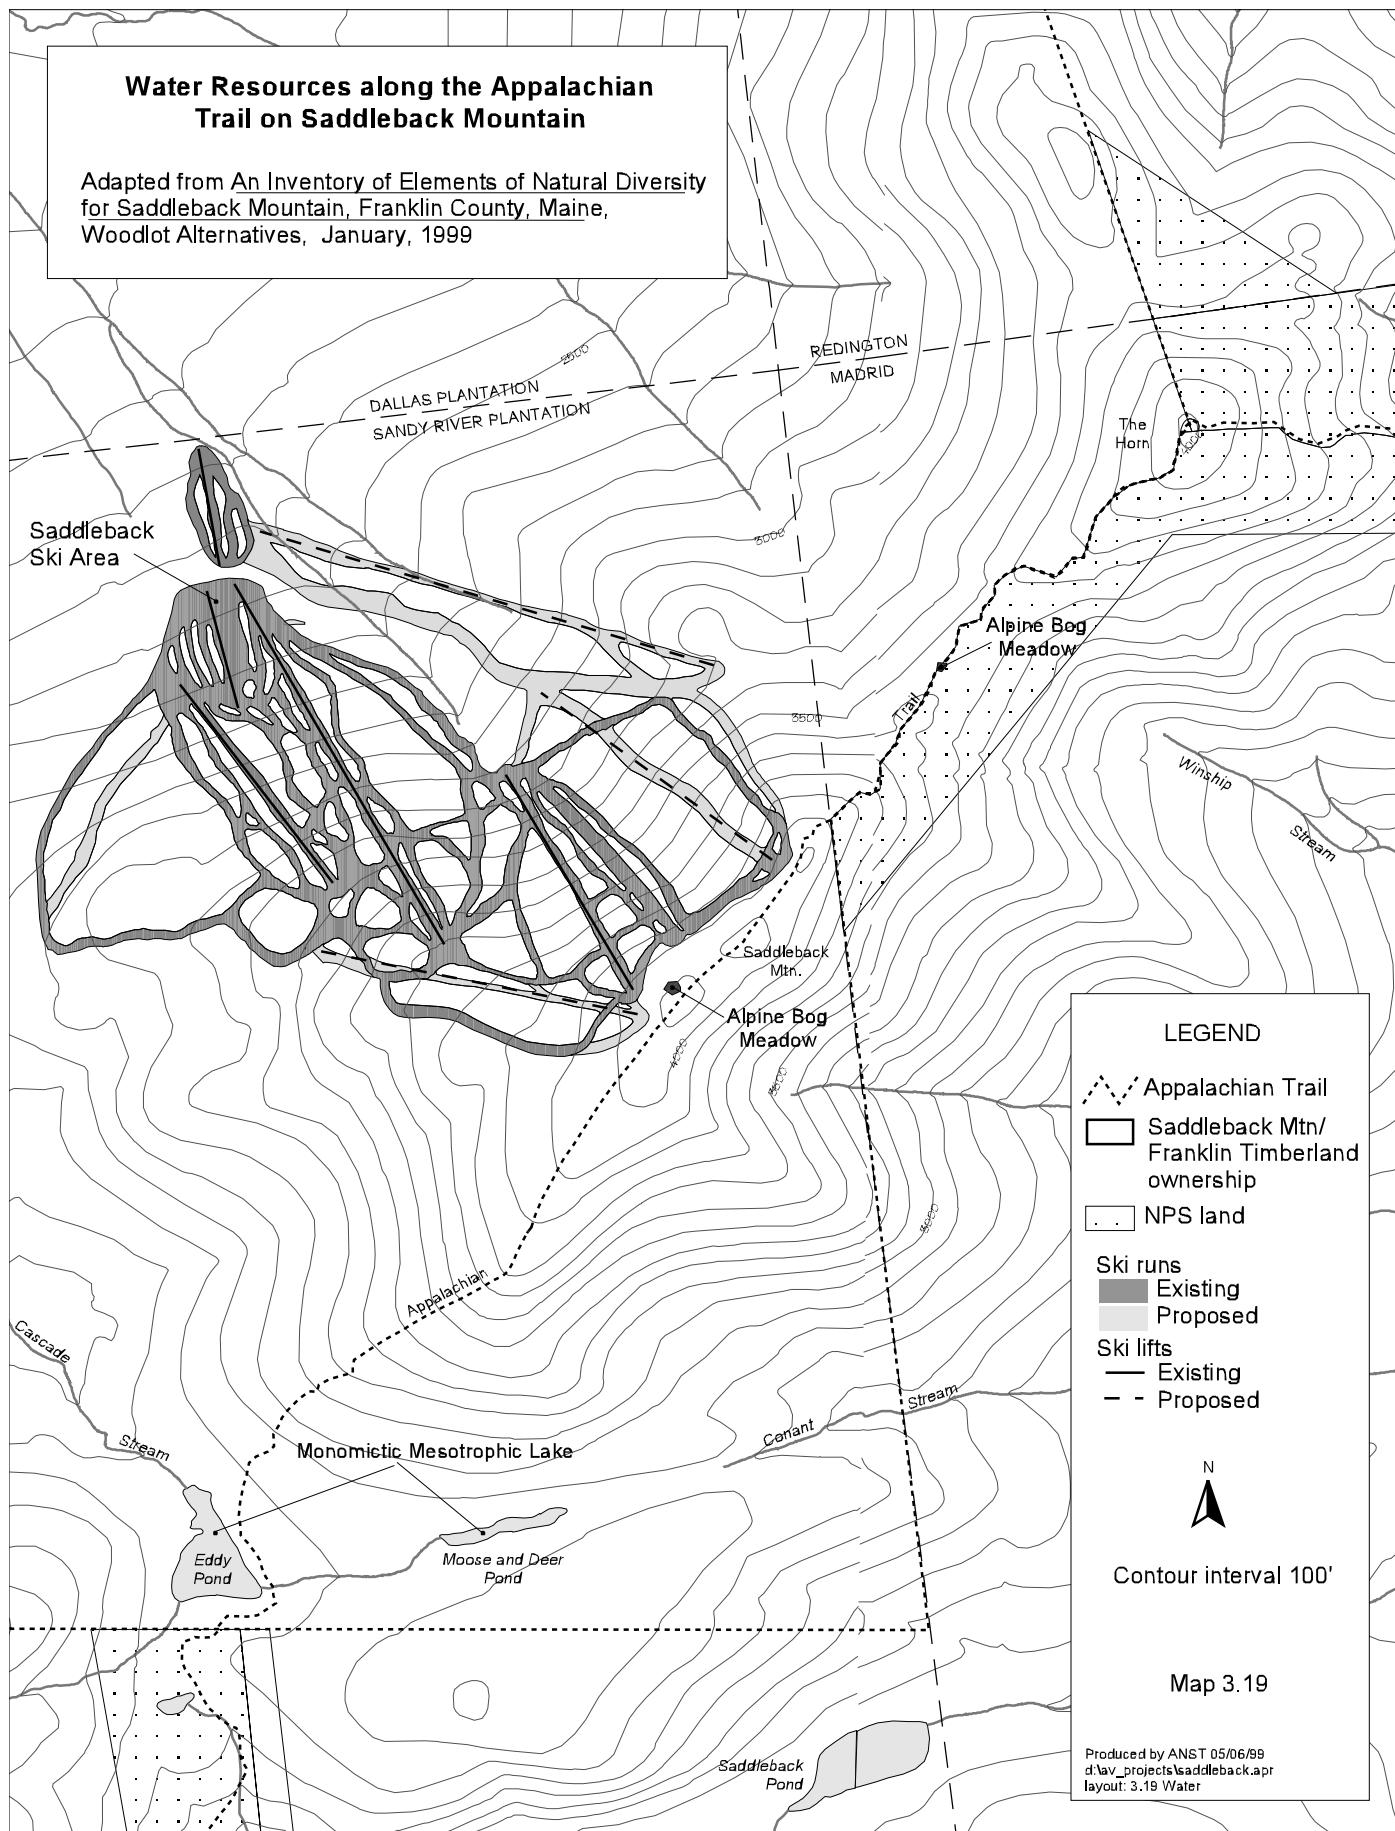 Water Resources along the Appalachian
Trail on Saddleback Mountain
Adapted from An Inventory of Elements of Natural Diversity
for Saddleback Mountain, Franklin County, Maine,
Woodlot Alternatives, January, 1999
2500
REDINGTON
MADRID
DALLAS PLANTATION
SANDY RIVER PLANTATION
The
Horn
4000
Saddleback
Ski Area
3000
Alpine Bog
Meadow
Trail
3500
Winship
Stream
Saddleback
Mtn.
Alpine Bog
Meadow
4000
3500
3000
Appalachian
Cascade
Stream
Conant
Stream
Monomictic Mesotrophic Lake
Eddy
Pond
Moose and Deer
Pond
Saddleback
Pond
LEGEND
Appalachian Trail
Saddleback Mtn/
Franklin Timberland
ownership
NPS land
Ski runs
Existing
Proposed
Ski lifts
Existing
Proposed
N
Contour interval 100'
Map 3.19
Produced by ANST 05/06/99
d:\av_projects\saddleback.apr
layout: 3.19 Water